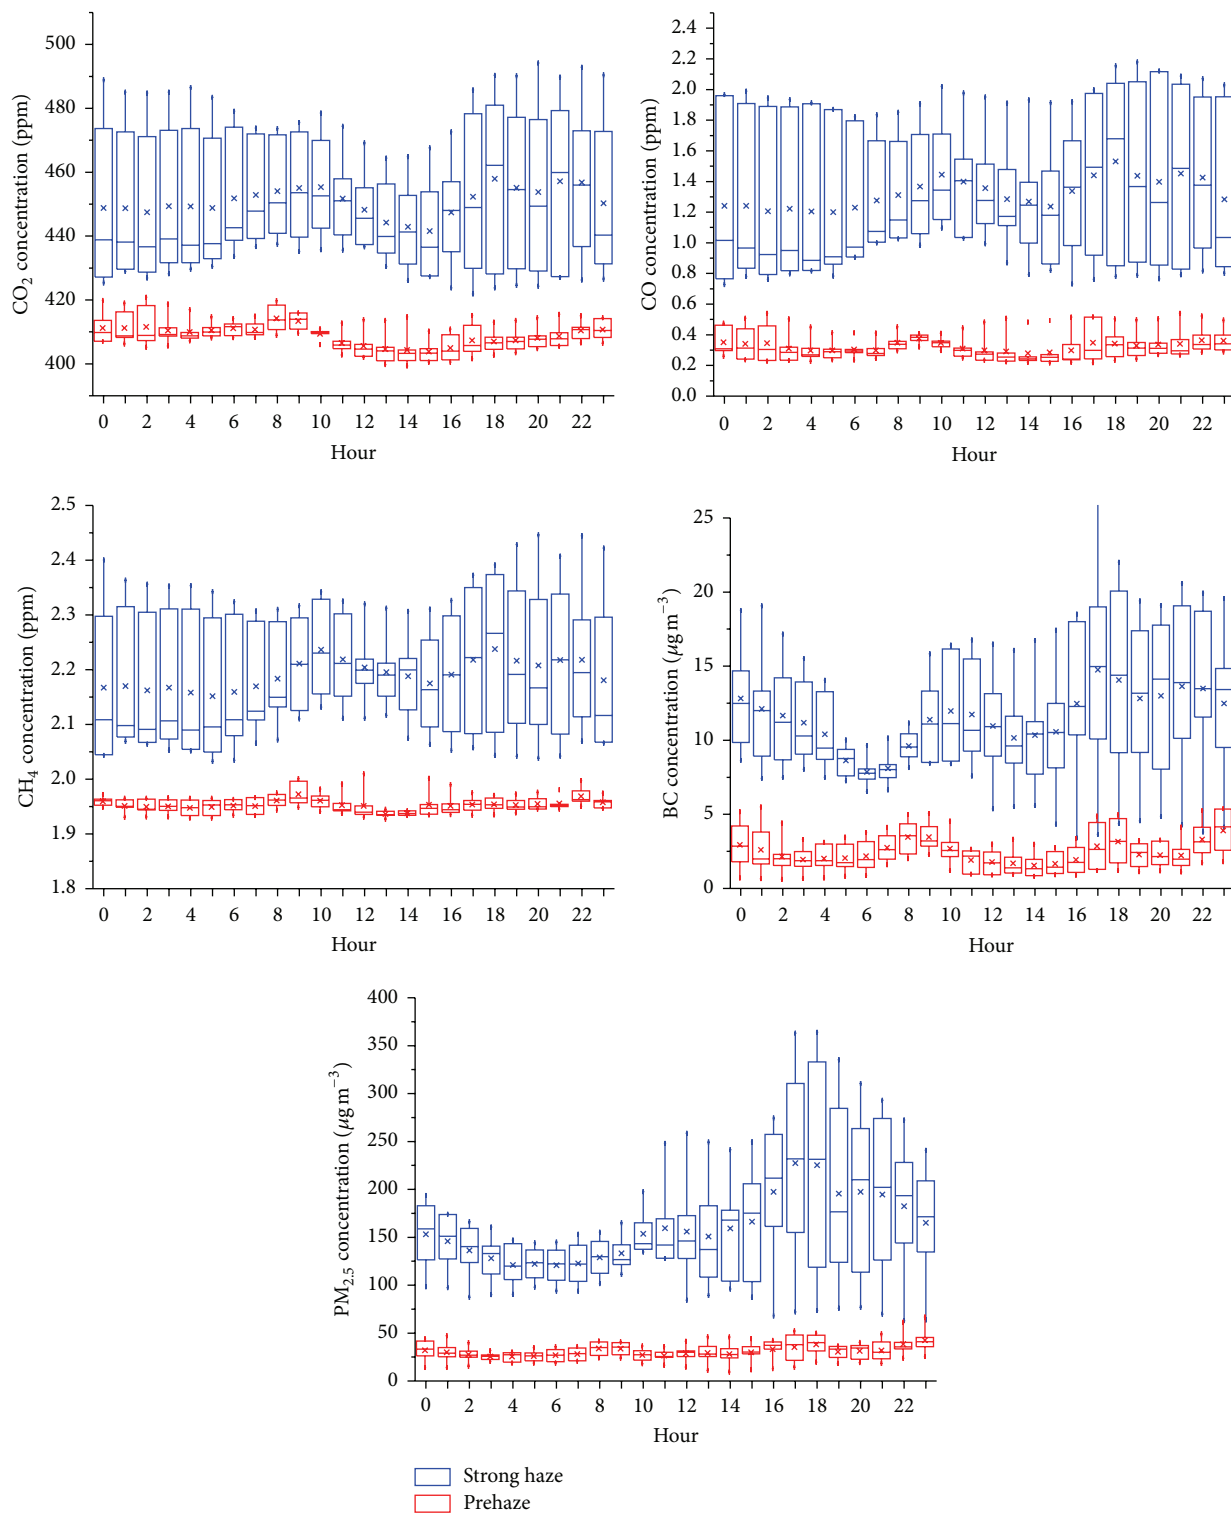 500
480
460
440
420
400
CO2 concentration (ppm)
0 2 4 6 8 10 12 14 16 18 20 22
Hour
2.4
2.2
2.0
1.8
1.6
1.4
1.2
1.0
0.8
0.6
0.4
0.2
0.0
CO concentration (ppm)
0 2 4 6 8 10 12 14 16 18 20 22
Hour
2.5
2.4
2.3
2.2
2.1
2.0
1.9
1.8
CH4 concentration (ppm)
0 2 4 6 8 10 12 14 16 18 20 22
Hour
25
20
15
10
5
0
BC concentration (μg m−3)
0 2 4 6 8 10 12 14 16 18 20 22
Hour
400
350
300
250
200
150
100
50
0
PM2.5 concentration (μg m−3)
0 2 4 6 8 10 12 14 16 18 20 22
Hour
Strong haze
Prehaze